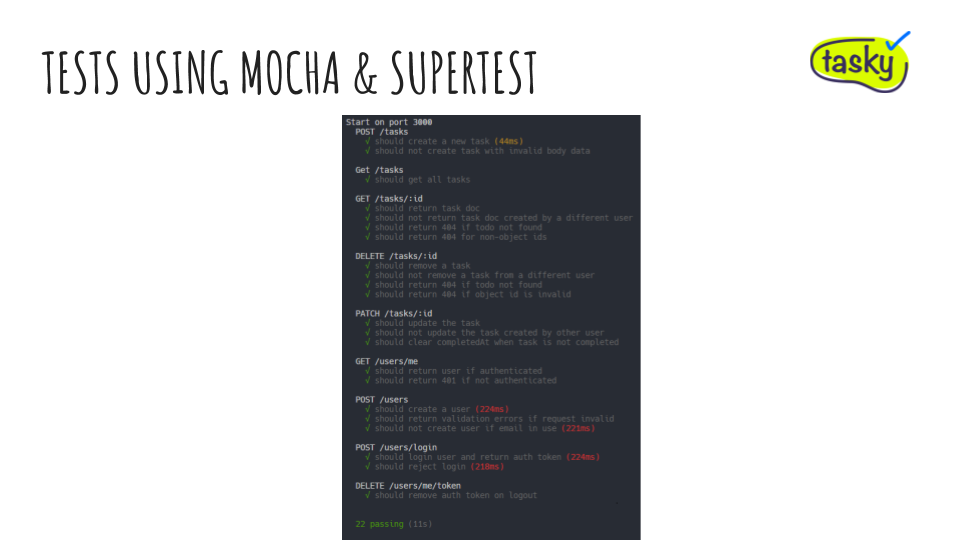 TESTS USING MOCHA & SUPERTEST
tasky
Start on port 3000
POST /tasks
√ should create a new task (44ms)
√ should not create task with invalid body data
Get /tasks
√ should get all tasks
GET /tasks/:id
√ should return task doc
√ should not return task doc created by a different user
√ should return 404 if todo not found
√ should return 404 for non-object ids
DELETE /tasks/:id
√ should remove a task
√ should not remove a task from a different user
√ should return 404 if todo not found
√ should return 404 if object id is invalid
PATCH /tasks/:id
√ should update the task
√ should not update the task created by other user
√ should clear completedAt when task is not completed
GET /users/me
√ should return user if authenticated
√ should return 401 if not authenticated
POST /users
√ should create a user (224ms)
√ should return validation errors if request invalid
√ should not create user if email in use (221ms)
POST /users/login
√ should login user and return auth token (224ms)
√ should reject login (218ms)
DELETE /users/me/token
√ should remove auth token on logout
22 passing (11s)